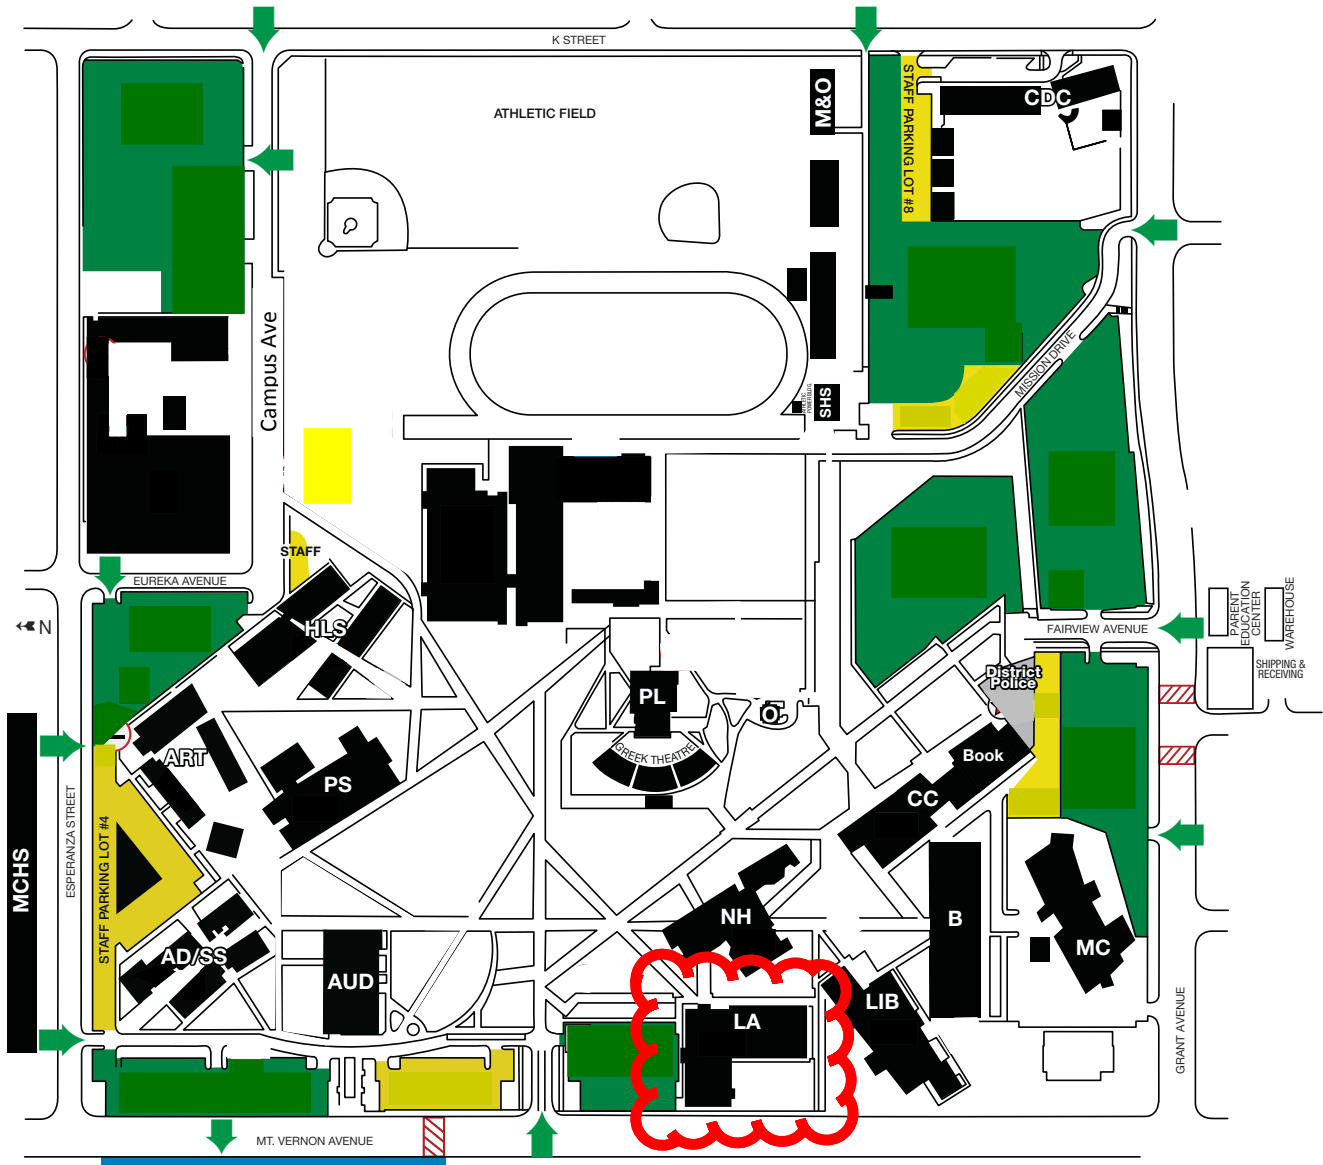 K STREET
ATHLETIC FIELD
M&O
STAFF PARKING LOT #8
CDC
Campus Ave
MISSION DRIVE
SHS
STAFF
EUREKA AVENUE
N
HLS
FAIRVIEW AVENUE
PARENT
EDUCATION
CENTER
WAREHOUSE
SHIPPING &
RECEIVING
District
Police
PL
O
GREEK THEATRE
ART
PS
Book
CC
MCHS
ESPERANZA STREET
STAFF PARKING LOT #4
NH
B
MC
AD/SS
AUD
LA
LIB
GRANT AVENUE
MT. VERNON AVENUE